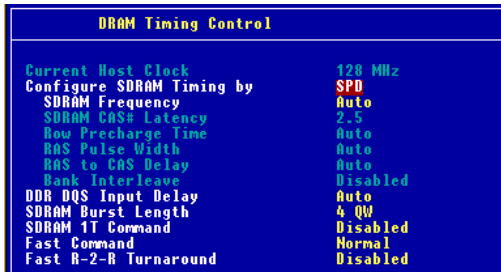 DRAM Timing Control
Current Host Clock 128 MHz
Configure SDRAM Timing by SPD
SDRAM Frequency Auto
SDRAM CAS# Latency 2.5
Row Precharge Time Auto
RAS Pulse Width Auto
RAS to CAS Delay Auto
Bank Interleave Disabled
DDR DQS Input Delay Auto
SDRAM Burst Length 4 QW
SDRAM 1T Command Disabled
Fast Command Normal
Fast R-2-R Turnaround Disabled